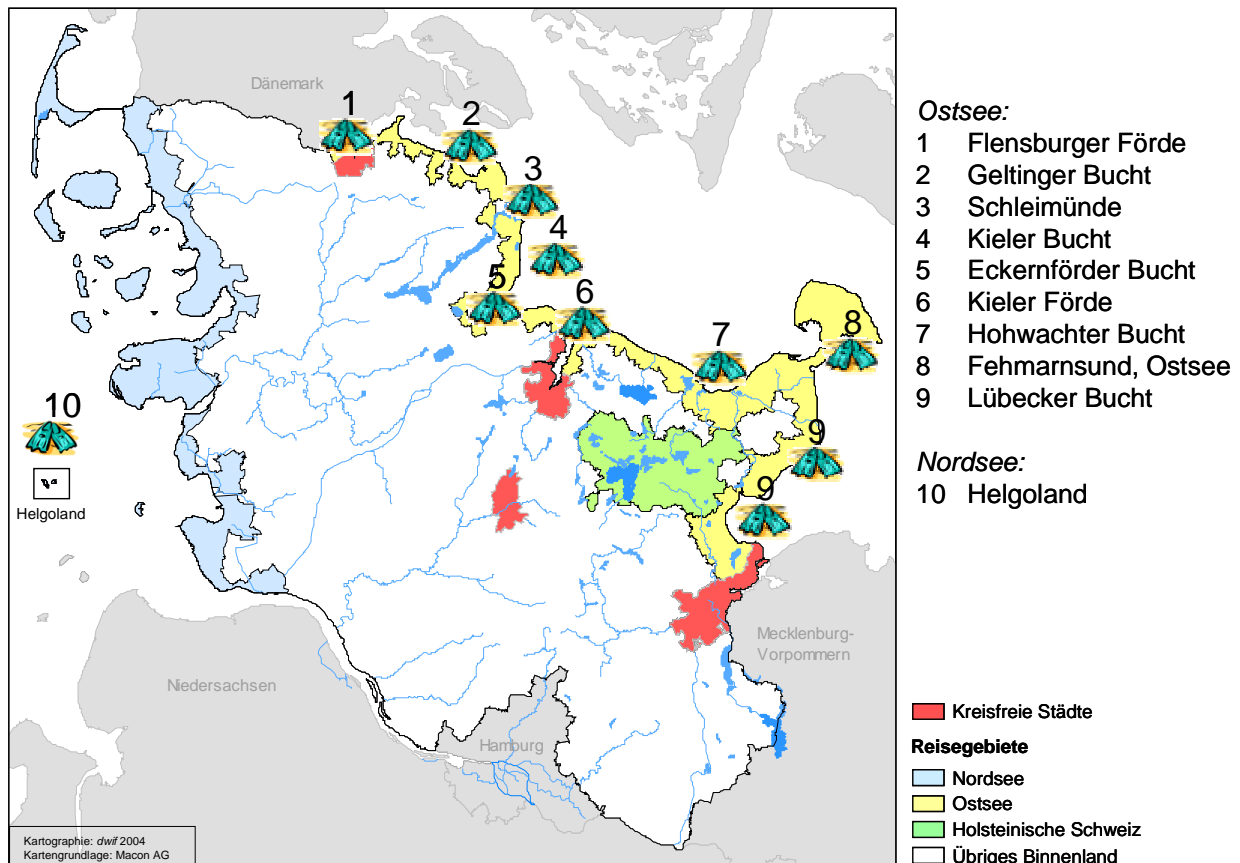 Dänemark
1
2
3
4
5
6
7
8
9
9
10
Helgoland
Mecklenburg-
Vorpommern
Niedersachsen
Hamburg
Kartographie: dwif 2004
Kartengrundlage: Macon AG
Ostsee:
1 Flensburger Förde
2 Geltinger Bucht
3 Schleimünde
4 Kieler Bucht
5 Eckernförder Bucht
6 Kieler Förde
7 Hohwachter Bucht
8 Fehmarnsund, Ostsee
9 Lübecker Bucht
Nordsee:
10 Helgoland
Kreisfreie Städte
Reisegebiete
Nordsee
Ostsee
Holsteinische Schweiz
Übriges Binnenland